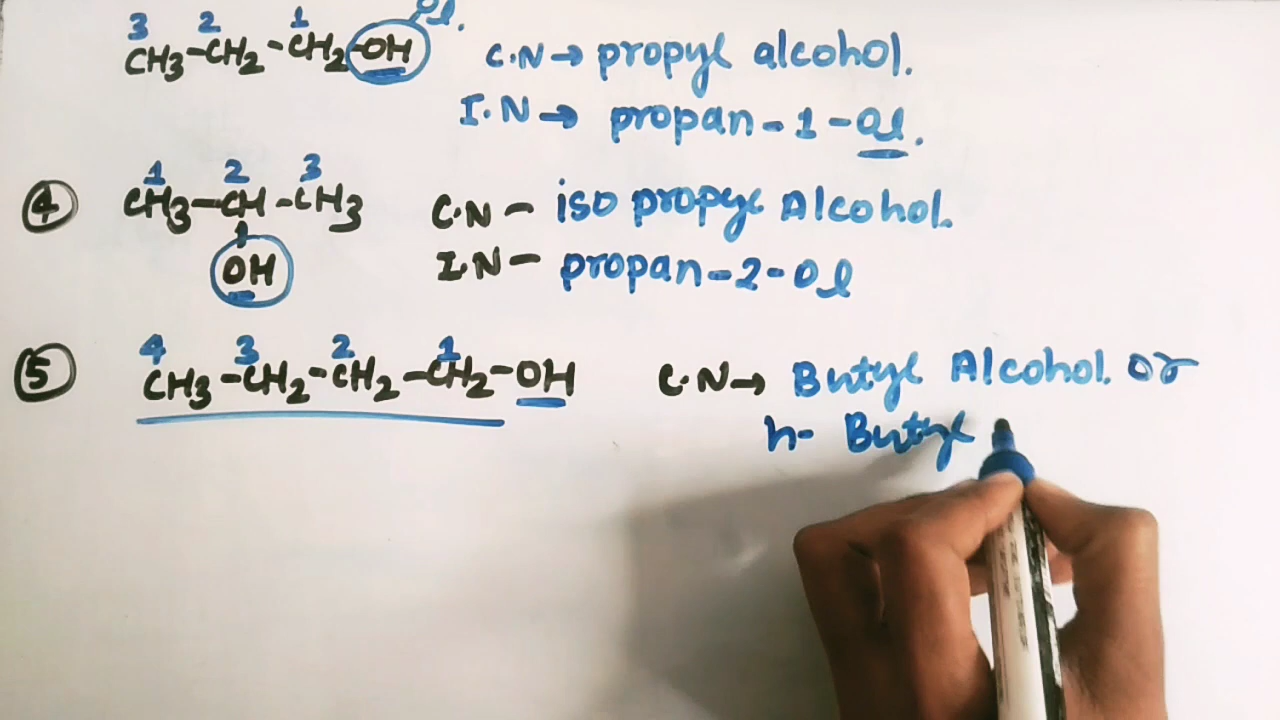 3 2 1 Ol.
CH3-CH2-CH2-OH C.N→ propyl alcohol.
I.N→ propan-1-ol.
1 2 3
④ CH3-CH-CH3 C.N- iso propyl Alcohol.
OH I.N- propan-2-ol
4 3 2 1
⑤ CH3-CH2-CH2-CH2-OH C.N→ Butyl Alcohol. or
n- Butyl